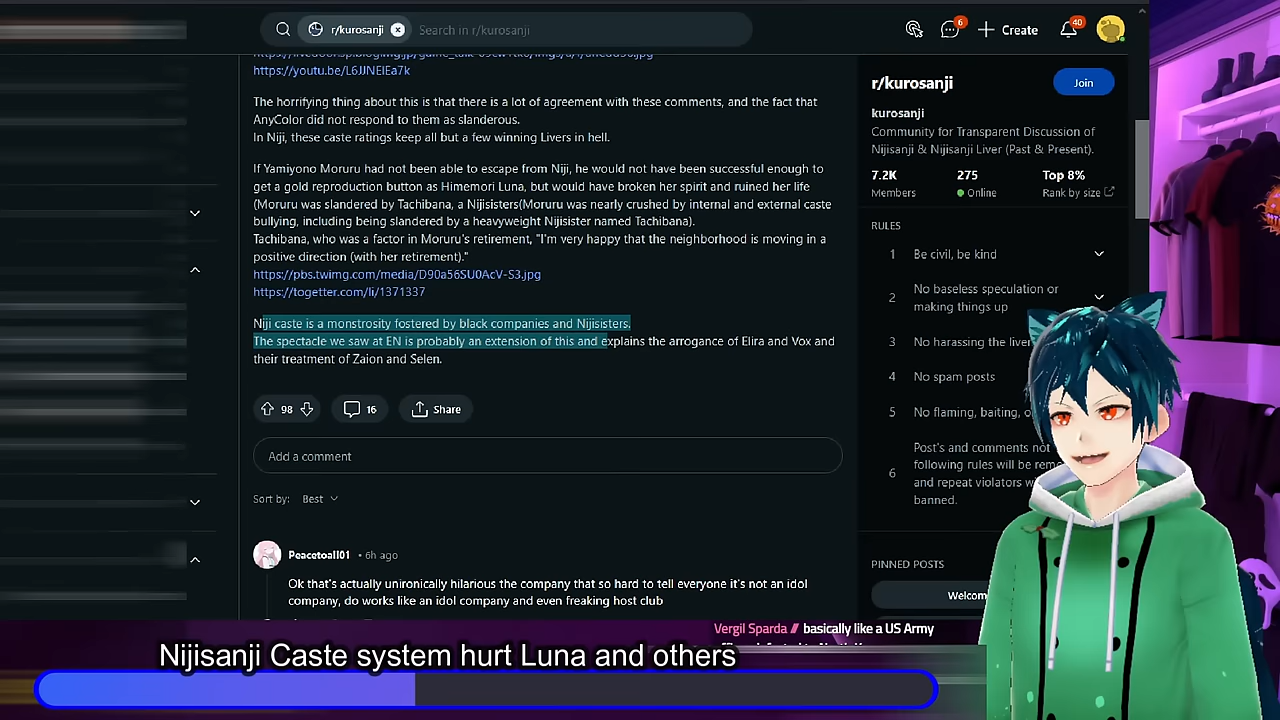 r/kurosanji
Search in r/kurosanji
6
Create
40
https://youtu.be/L6JJNEIEa7k
The horrifying thing about this is that there is a lot of agreement with these comments, and the fact that
AnyColor did not respond to them as slanderous.
In Niji, these caste ratings keep all but a few winning Livers in hell.
If Yamiyono Moruru had not been able to escape from Niji, he would not have been successful enough to
get a gold reproduction button as Himemori Luna, but would have broken her spirit and ruined her life
(Moruru was slandered by Tachibana, a Nijisisters(Moruru was nearly crushed by internal and external caste
bullying, including being slandered by a heavyweight Nijisister named Tachibana).
Tachibana, who was a factor in Moruru's retirement, "I'm very happy that the neighborhood is moving in a
positive direction (with her retirement)."
https://pbs.twimg.com/media/D90a56SU0AcV-S3.jpg
https://togetter.com/li/1371337
Niji caste is a monstrosity fostered by black companies and Nijisisters.
The spectacle we saw at EN is probably an extension of this and explains the arrogance of Elira and Vox and
their treatment of Zaion and Selen.
98
16
Share
Add a comment
Sort by: Best
Peacetoall01 • 6h ago
Ok that's actually unironically hilarious the company that so hard to tell everyone it's not an idol
company, do works like an idol company and even freaking host club
r/kurosanji
Join
kurosanji
Community for Transparent Discussion of
Nijisanji & Nijisanji Liver (Past & Present).
7.2K 275 Top 8%
Members Online Rank by size
RULES
1 Be civil, be kind
2 No baseless speculation or
making things up
3 No harassing the liver
4 No spam posts
5 No flaming, baiting, o
6 Post's and comments not
following rules will be rem
and repeat violators w
banned.
PINNED POSTS
Welcom
Vergil Sparda // basically like a US Army
Nijisanji Caste system hurt Luna and others